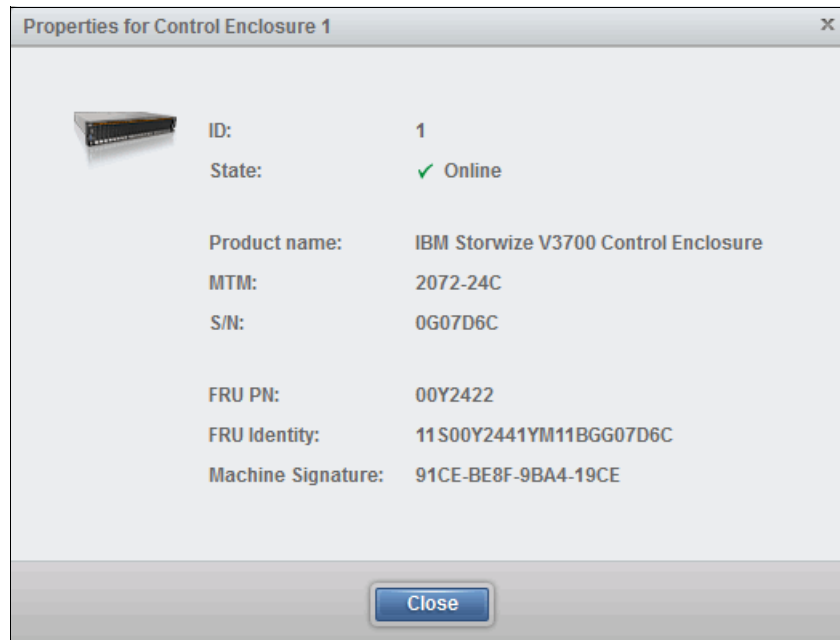 Properties for Control Enclosure 1 x
ID: 1
State: ✓ Online
Product name: IBM Storwize V3700 Control Enclosure
MTM: 2072-24C
S/N: 0G07D6C
FRU PN: 00Y2422
FRU Identity: 11S00Y2441YM11BGG07D6C
Machine Signature: 91CE-BE8F-9BA4-19CE
Close